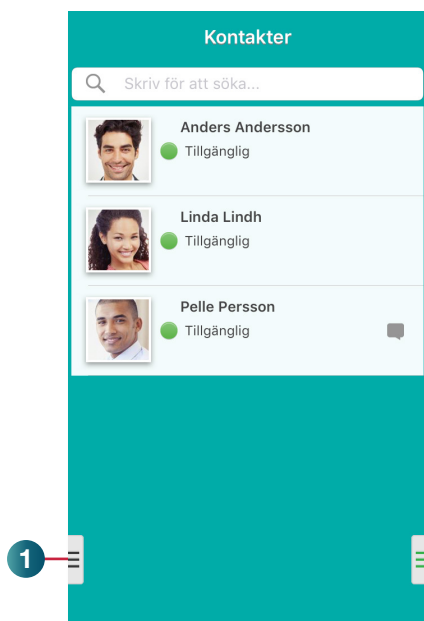 Kontakter
Skriv för att söka...
Anders Andersson
Tillgänglig
Linda Lindh
Tillgänglig
Pelle Persson
Tillgänglig
1